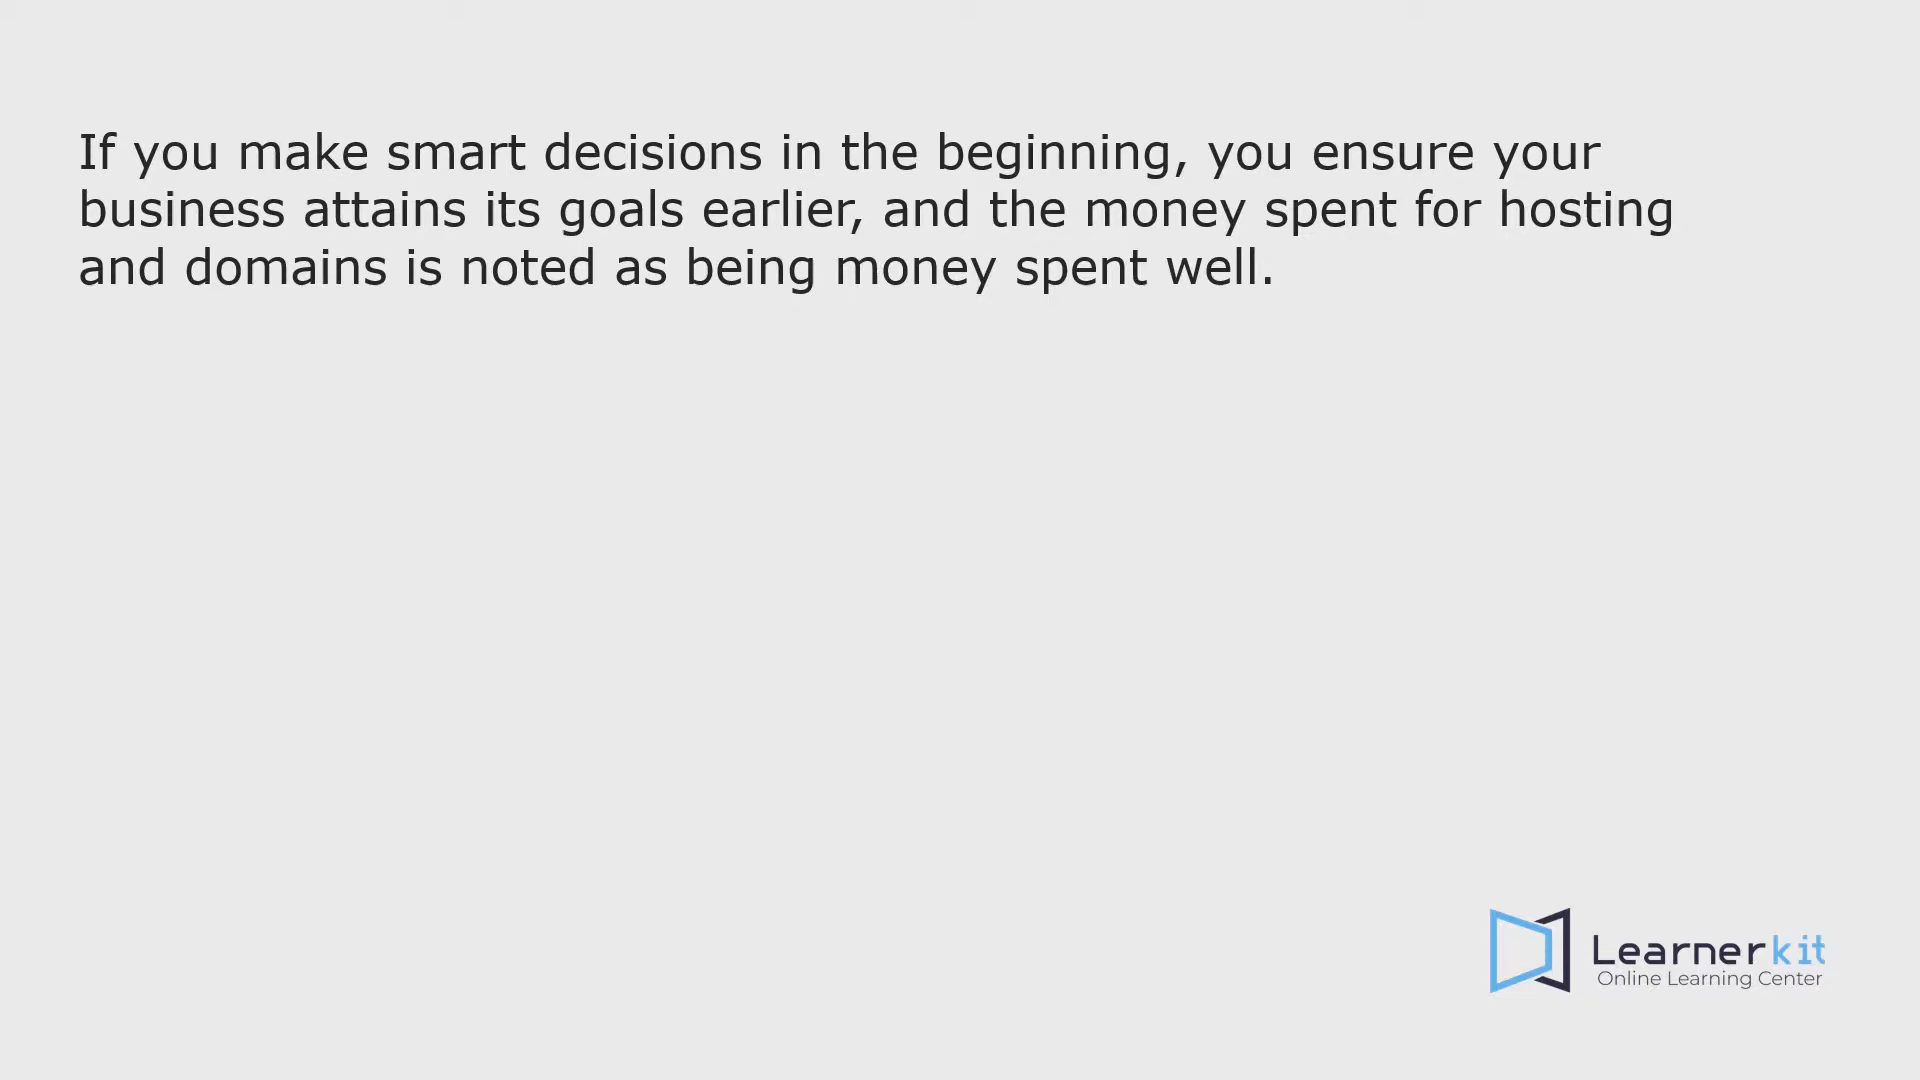 If you make smart decisions in the beginning, you ensure your
business attains its goals earlier, and the money spent for hosting
and domains is noted as being money spent well.
Learnerkit
Online Learning Center